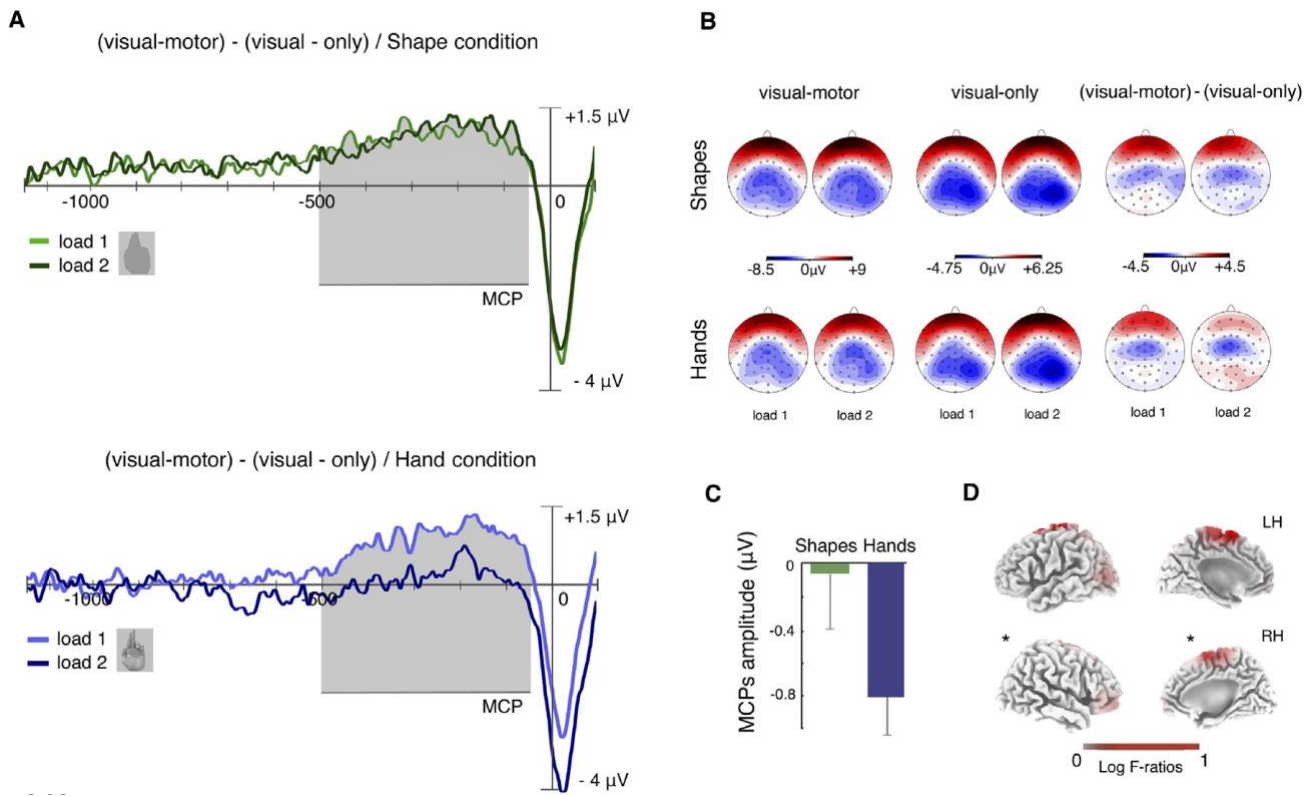 A
(visual-motor) - (visual - only) / Shape condition
+1.5 µV
-1000
-500
0
load 1
load 2
MCP
- 4 µV
(visual-motor) - (visual - only) / Hand condition
+1.5 µV
-1000
-500
0
load 1
load 2
MCP
- 4 µV
B
visual-motor
visual-only
(visual-motor) - (visual-only)
Shapes
-8.5 0µV +9
-4.75 0µV +6.25
-4.5 0µV +4.5
Hands
load 1
load 2
load 1
load 2
load 1
load 2
C
Shapes Hands
MCPs amplitude (µV)
0
-0.4
-0.8
D
LH
* * RH
0 1
Log F-ratios